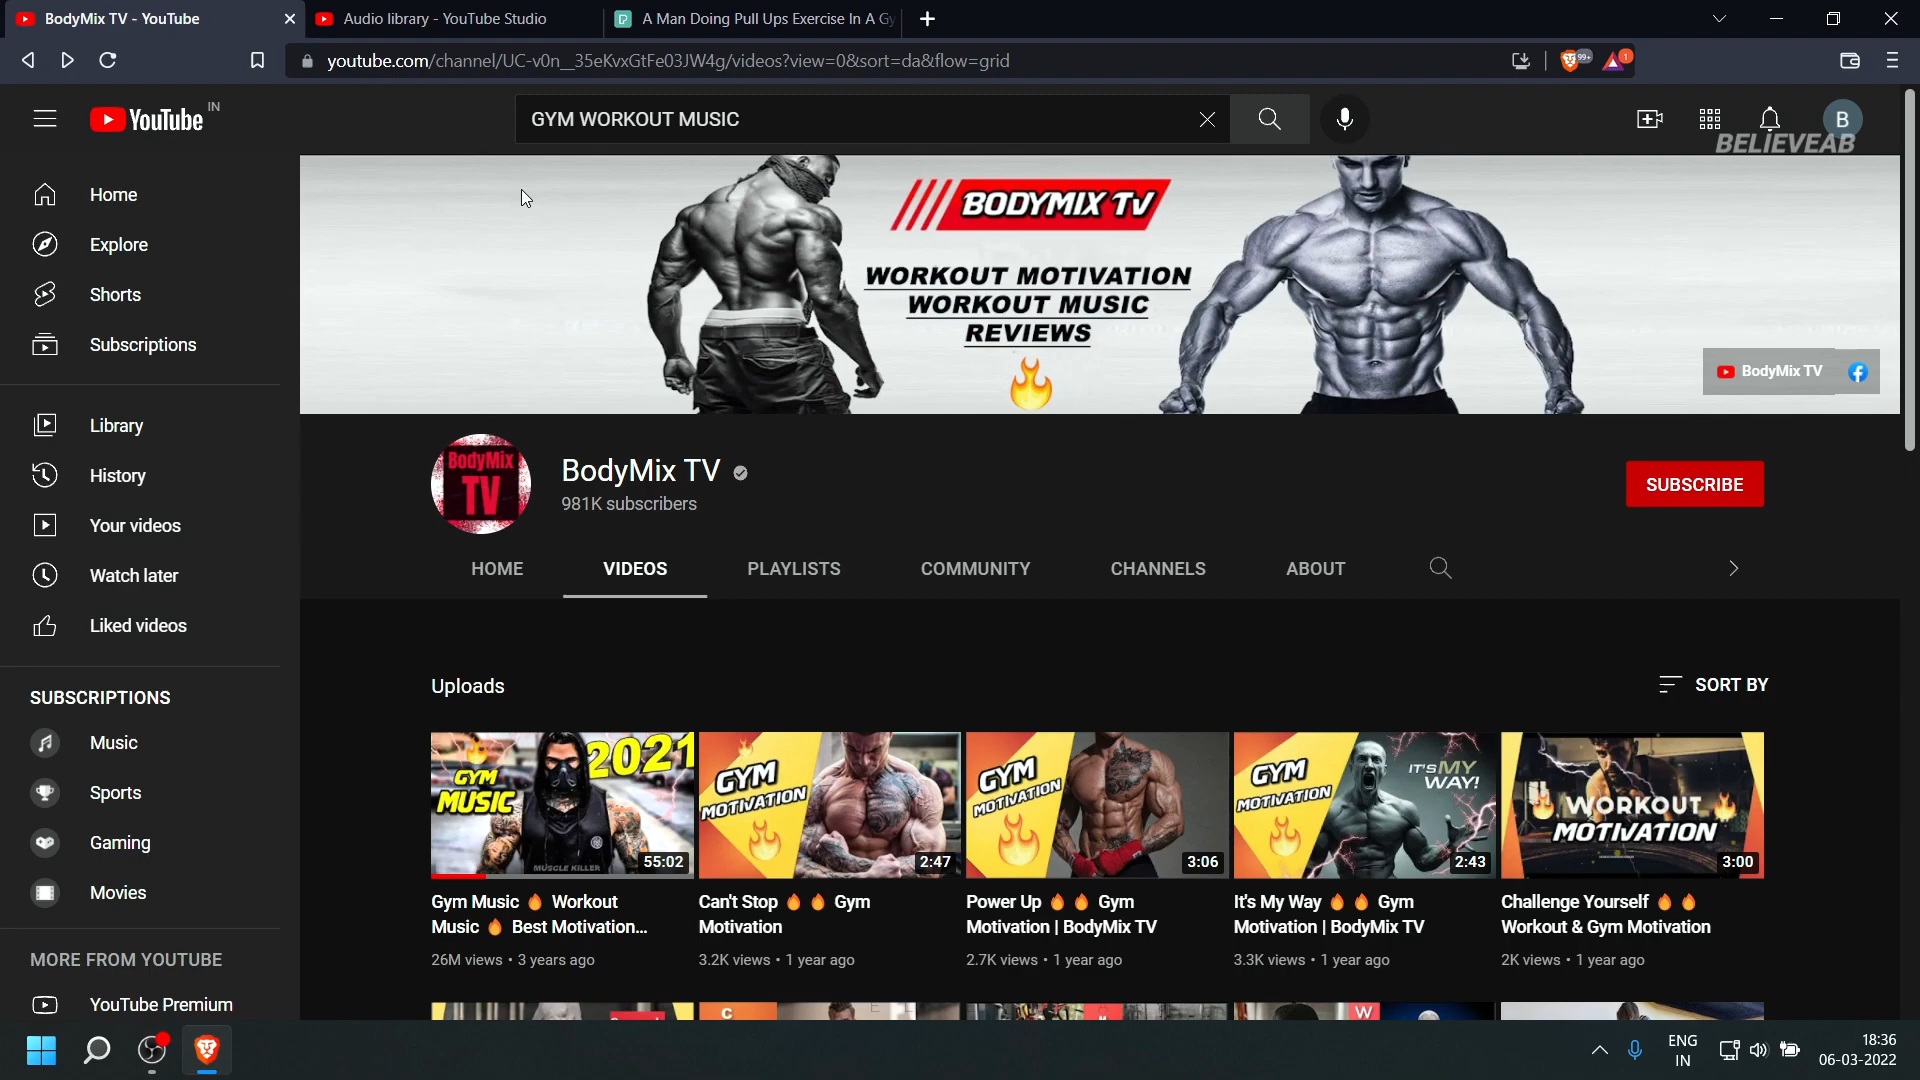 BodyMix TV - YouTube
Audio library - YouTube Studio
A Man Doing Pull Ups Exercise In A Gy
youtube.com/channel/UC-v0n__35eKvxGtFe03JW4g/videos?view=0&sort=da&flow=grid
99+
1
YouTube IN
GYM WORKOUT MUSIC
B
BELIEVEAB
Home
Explore
Shorts
Subscriptions
Library
History
Your videos
Watch later
Liked videos
SUBSCRIPTIONS
Music
Sports
Gaming
Movies
MORE FROM YOUTUBE
YouTube Premium
BODYMIX TV
WORKOUT MOTIVATION
WORKOUT MUSIC
REVIEWS
BodyMix TV
BodyMix
TV
BodyMix TV
981K subscribers
SUBSCRIBE
HOME VIDEOS PLAYLISTS COMMUNITY CHANNELS ABOUT
Uploads
SORT BY
GYM
MUSIC
2021
MUSCLE KILLER
55:02
Gym Music 🔥 Workout
Music 🔥 Best Motivation...
26M views • 3 years ago
GYM
MOTIVATION
2:47
Can't Stop 🔥 🔥 Gym
Motivation
3.2K views • 1 year ago
GYM
MOTIVATION
3:06
Power Up 🔥 🔥 Gym
Motivation | BodyMix TV
2.7K views • 1 year ago
GYM
MOTIVATION
IT'S MY
WAY!
2:43
It's My Way 🔥 🔥 Gym
Motivation | BodyMix TV
3.3K views • 1 year ago
WORKOUT
MOTIVATION
3:00
Challenge Yourself 🔥 🔥
Workout & Gym Motivation
2K views • 1 year ago
C
W
ENG
IN
18:36
06-03-2022